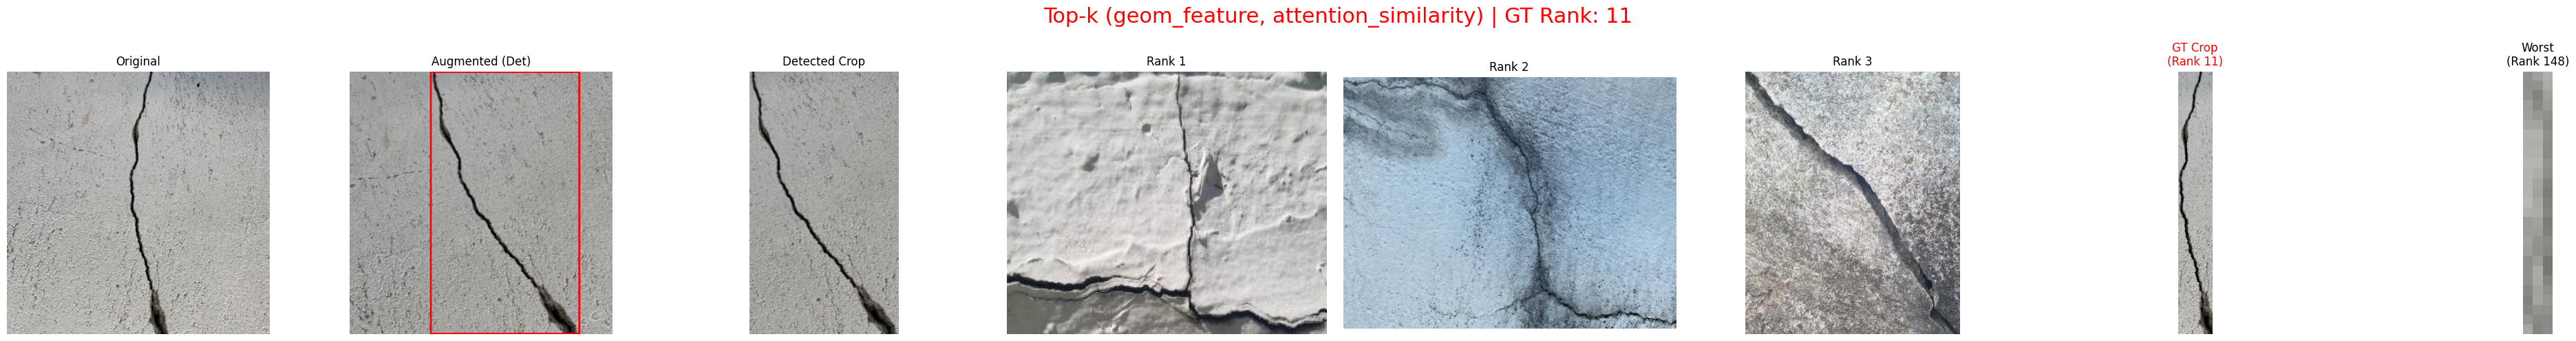 Top-k (geom_feature, attention_similarity) | GT Rank: 11
Original
Augmented (Det)
Detected Crop
Rank 1
Rank 2
Rank 3
GT Crop
(Rank 11)
Worst
(Rank 148)